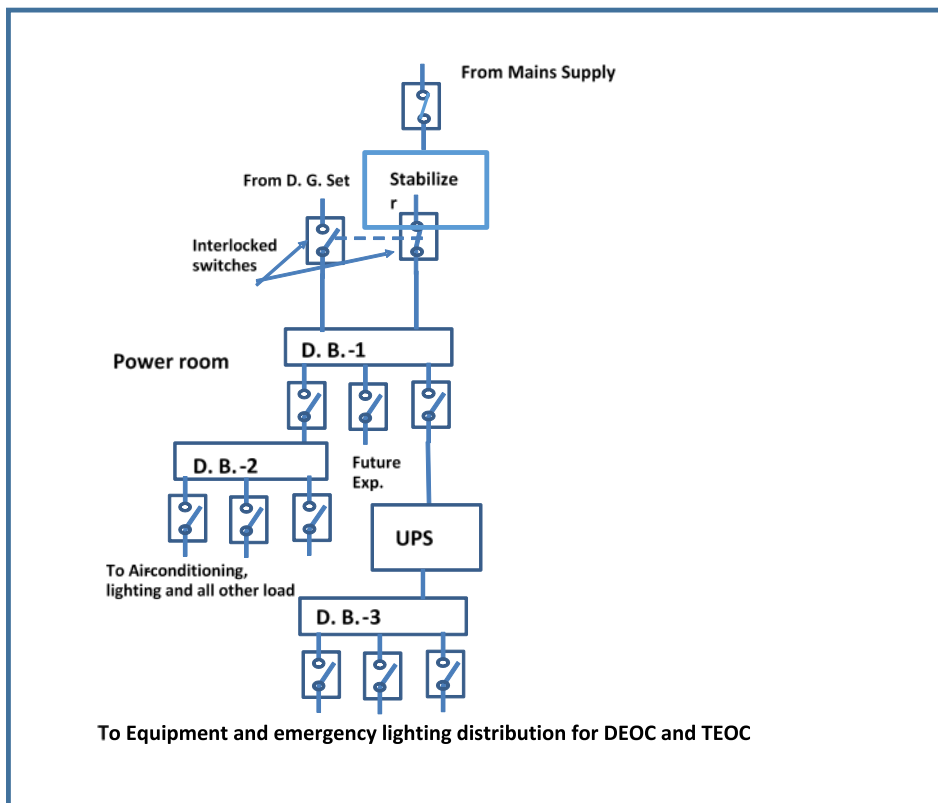 From Mains Supply
From D. G. Set
Stabilize
r
Interlocked
switches
D. B.-1
Power room
D. B.-2
Future
Exp.
UPS
To Airconditioning,
lighting and all other load
D. B.-3
To Equipment and emergency lighting distribution for DEOC and TEOC